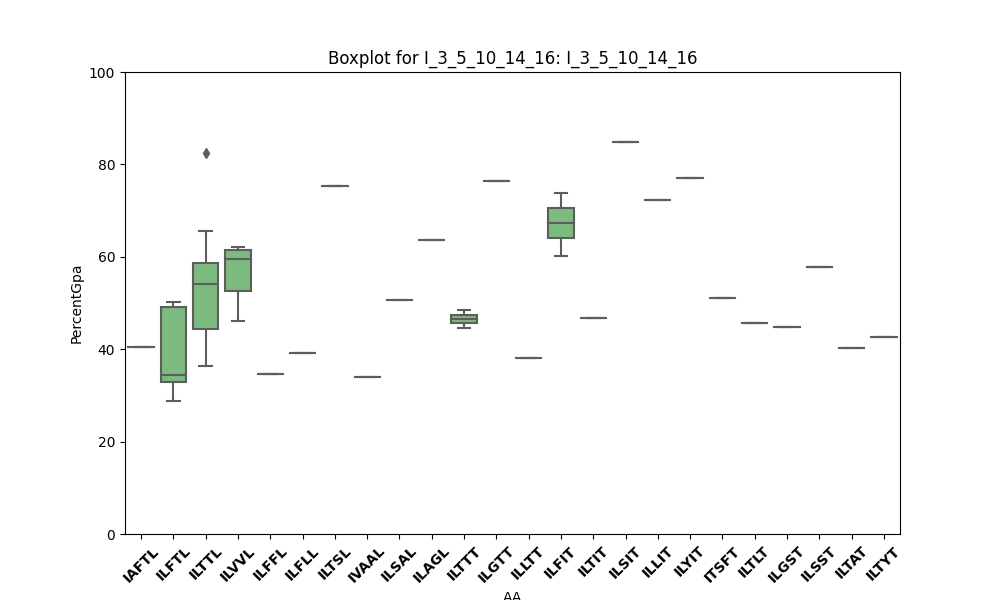 Boxplot for I_3_5_10_14_16: I_3_5_10_14_16
100
80
60
40
20
0
PercentGpa
IAFTL
ILFTL
ILTTL
ILVVL
ILFFL
ILFLL
ILTSL
IVAAL
ILSAL
ILAGL
ILTTT
ILGTT
ILLTT
ILFIT
ILTIT
ILSIT
ILLIT
ILYIT
ITSFT
ILTLT
ILGST
ILSST
ILTAT
ILTYT
AA